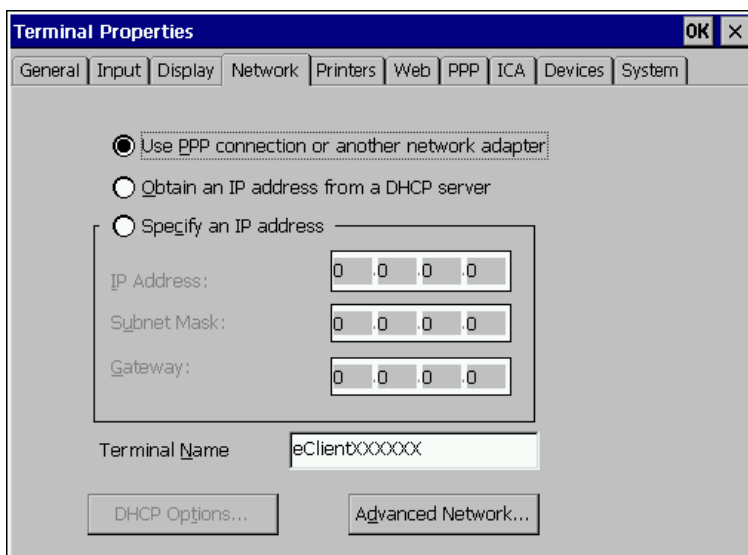 Terminal Properties OK ×
General Input Display Network Printers Web PPP ICA Devices System
Use PPP connection or another network adapter
Obtain an IP address from a DHCP server
Specify an IP address
IP Address: 0 .0 .0 .0
Subnet Mask: 0 .0 .0 .0
Gateway: 0 .0 .0 .0
Terminal Name eClientXXXXXX
DHCP Options... Advanced Network...